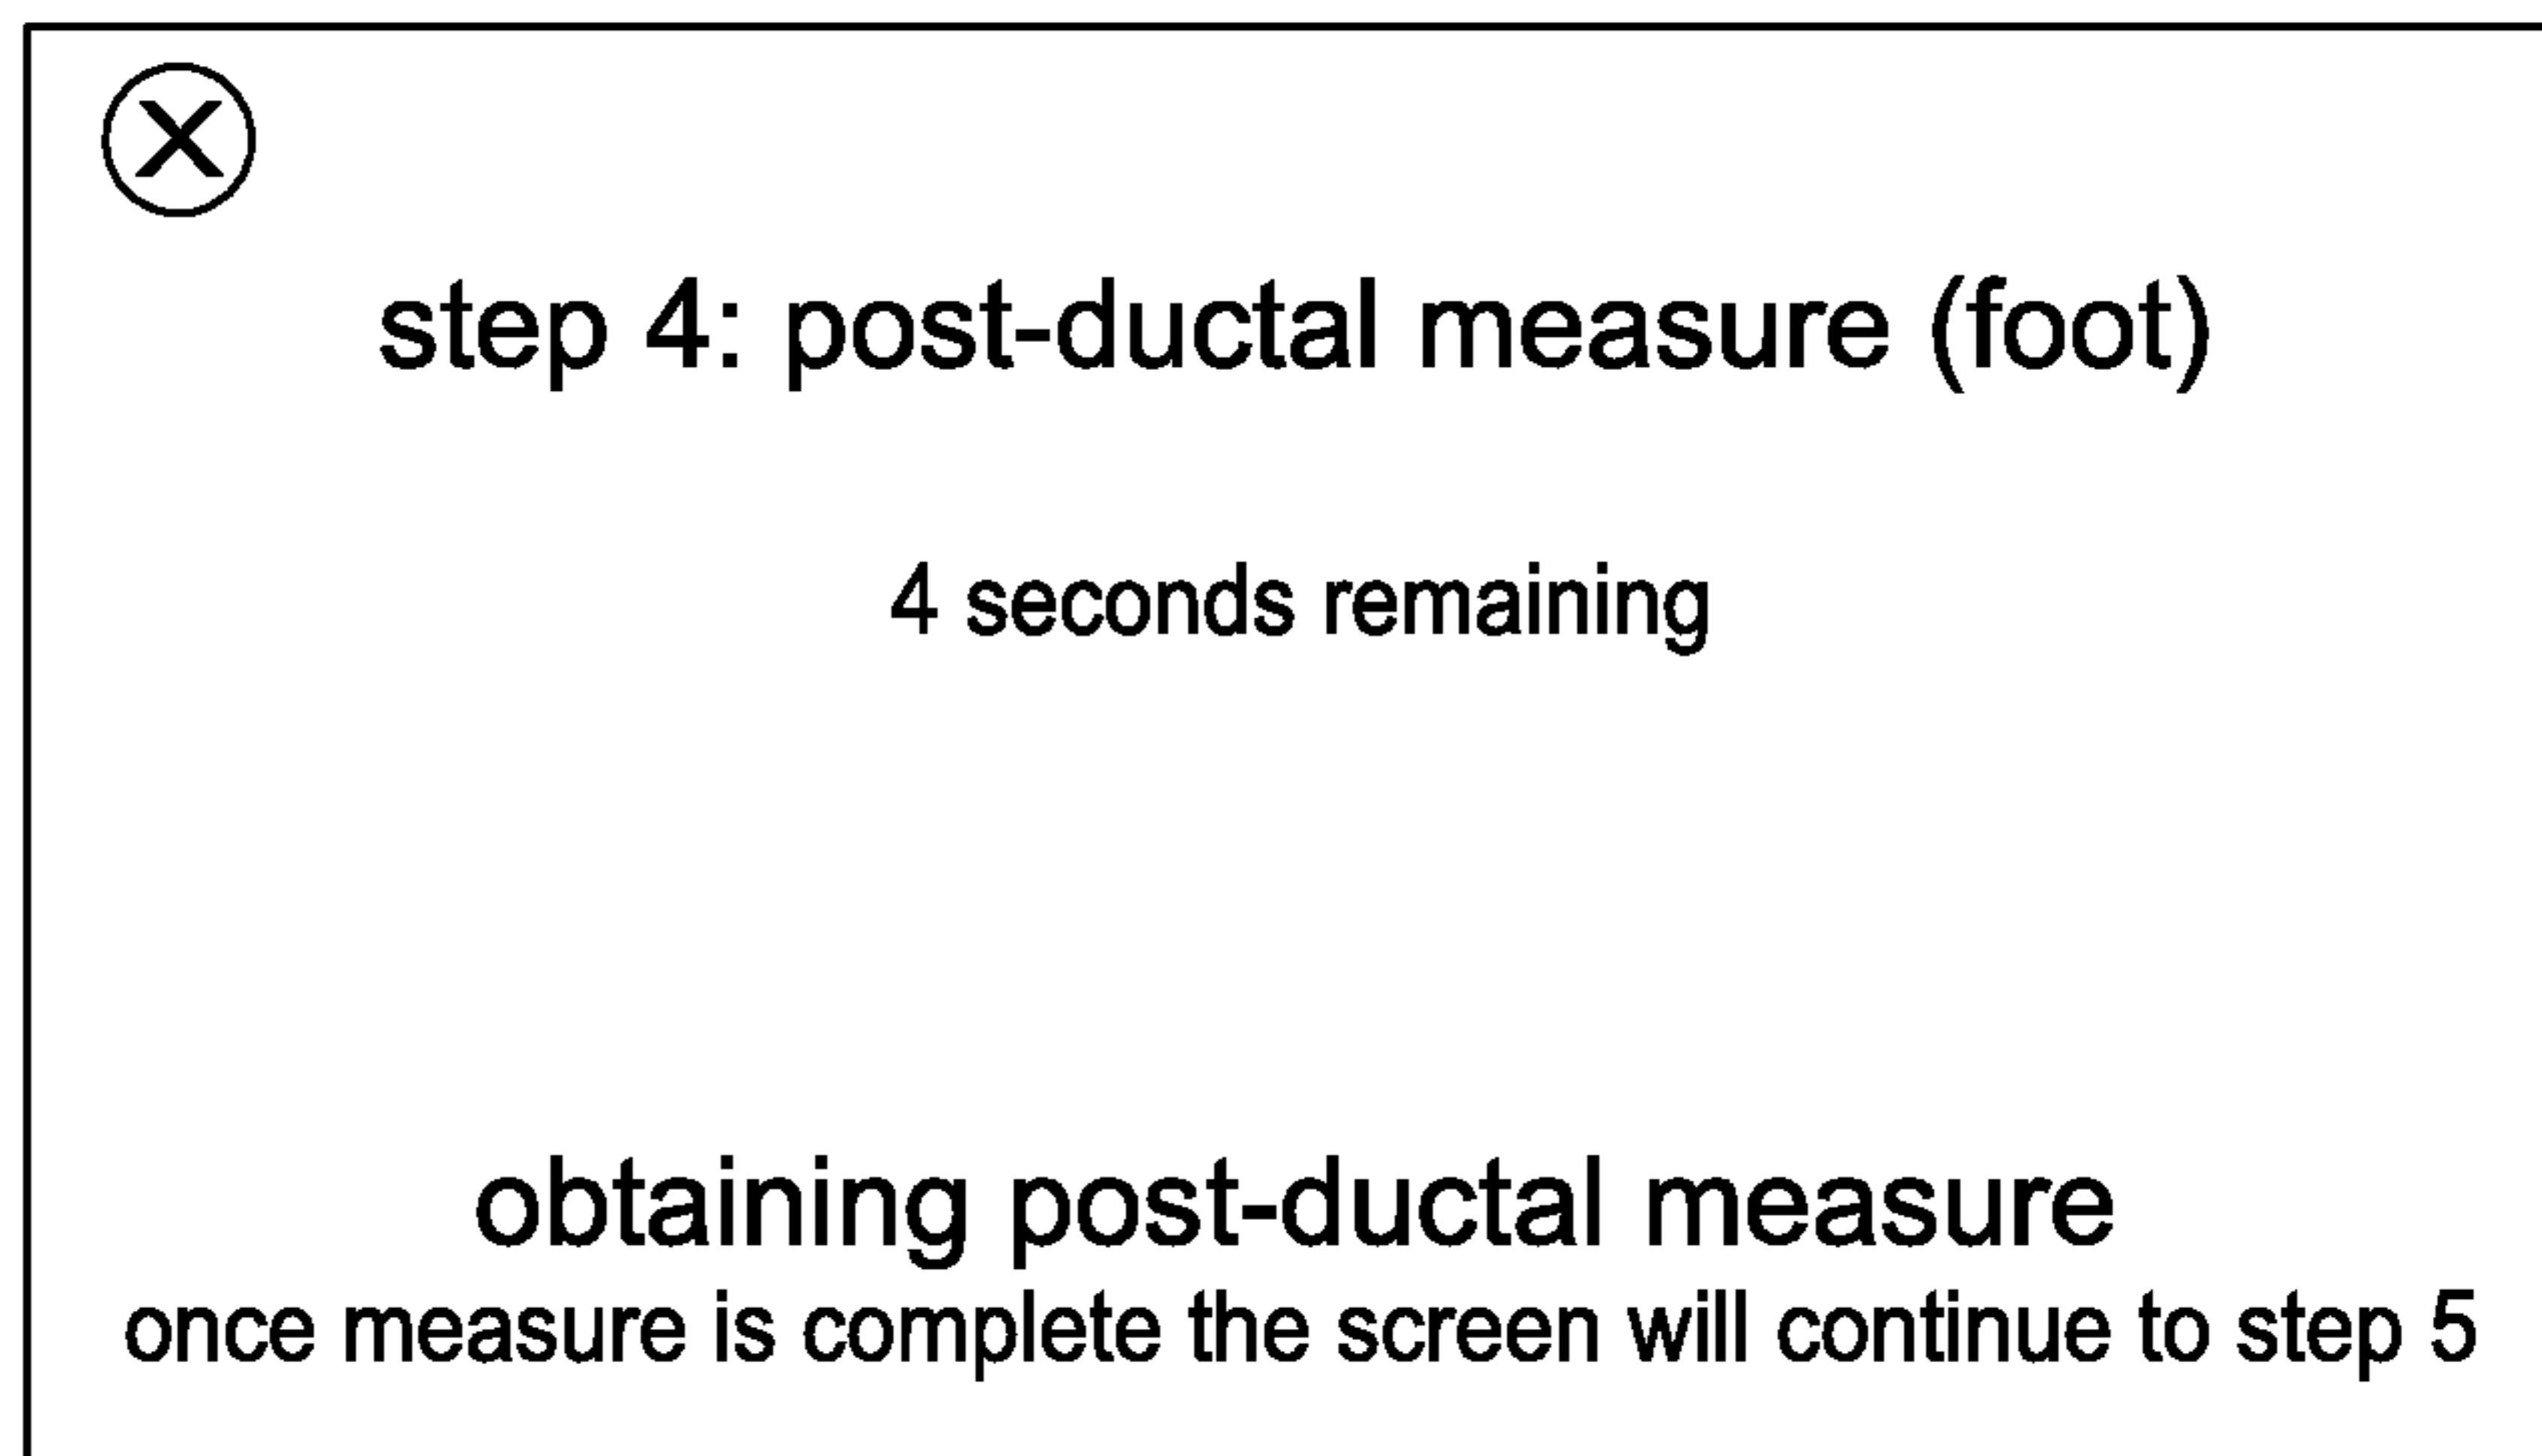 X
step 4: post-ductal measure (foot)
4 seconds remaining
obtaining post-ductal measure
once measure is complete the screen will continue to step 5